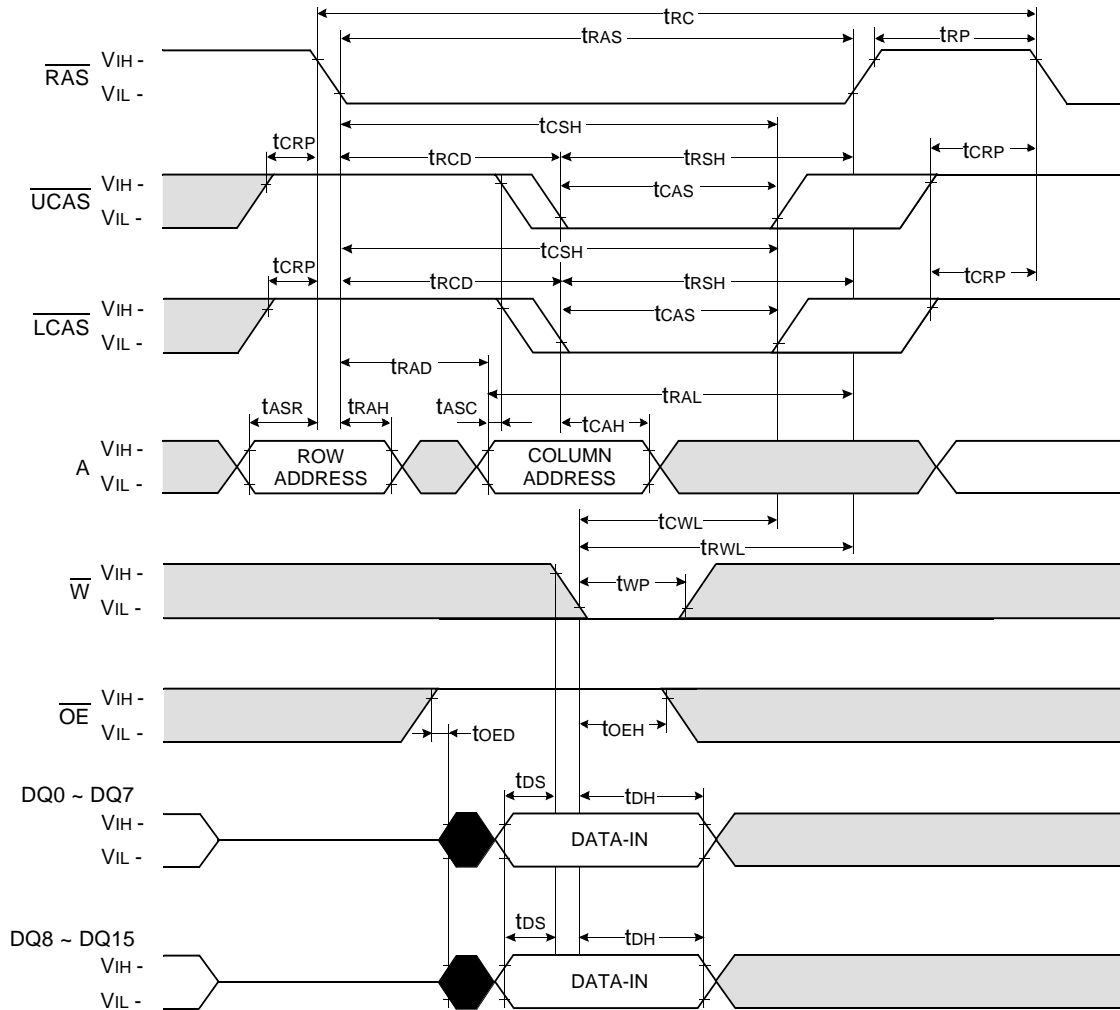 tRC
tRAS
tRP
RAS
VIH -
VIL -
tCSH
tCRP
tRCD
tRSH
tCRP
UCAS
VIH -
VIL -
tCAS
tCSH
tCRP
tRCD
tRSH
tCRP
LCAS
VIH -
VIL -
tCAS
tRAD
tRAL
tASR
tRAH
tASC
tCAH
A
VIH -
VIL -
ROW
ADDRESS
COLUMN
ADDRESS
tCWL
tRWL
W
VIH -
VIL -
tWP
OE
VIH -
VIL -
tOED
tOEH
DQ0 ~ DQ7
VIH -
VIL -
tDS
tDH
DATA-IN
DQ8 ~ DQ15
VIH -
VIL -
tDS
tDH
DATA-IN